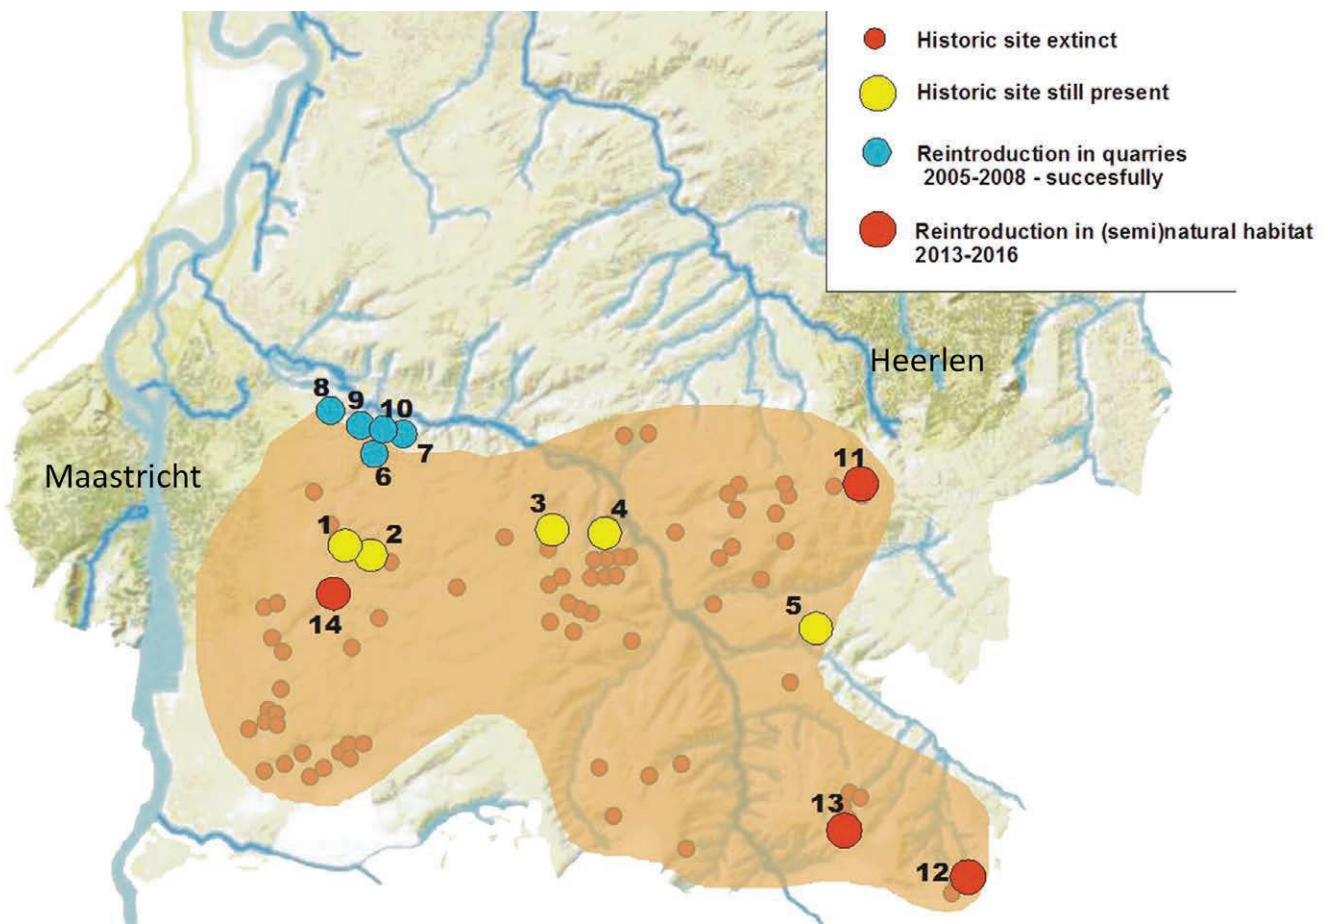 Historic site extinct
Historic site still present
Reintroduction in quarries
2005-2008 - succesfully
Reintroduction in (semi)natural habitat
2013-2016
Heerlen
8
9
10
7
6
Maastricht
11
3
4
1
2
5
14
13
12